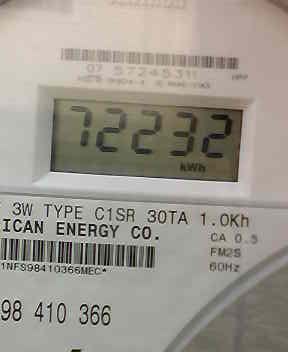 07 57245311
72232
kWh
3W TYPE C1SR 30TA 1.0Kh
ICAN ENERGY CO. CA 0.5
FM2S
1NFS98410366MEC* 60Hz
98 410 366